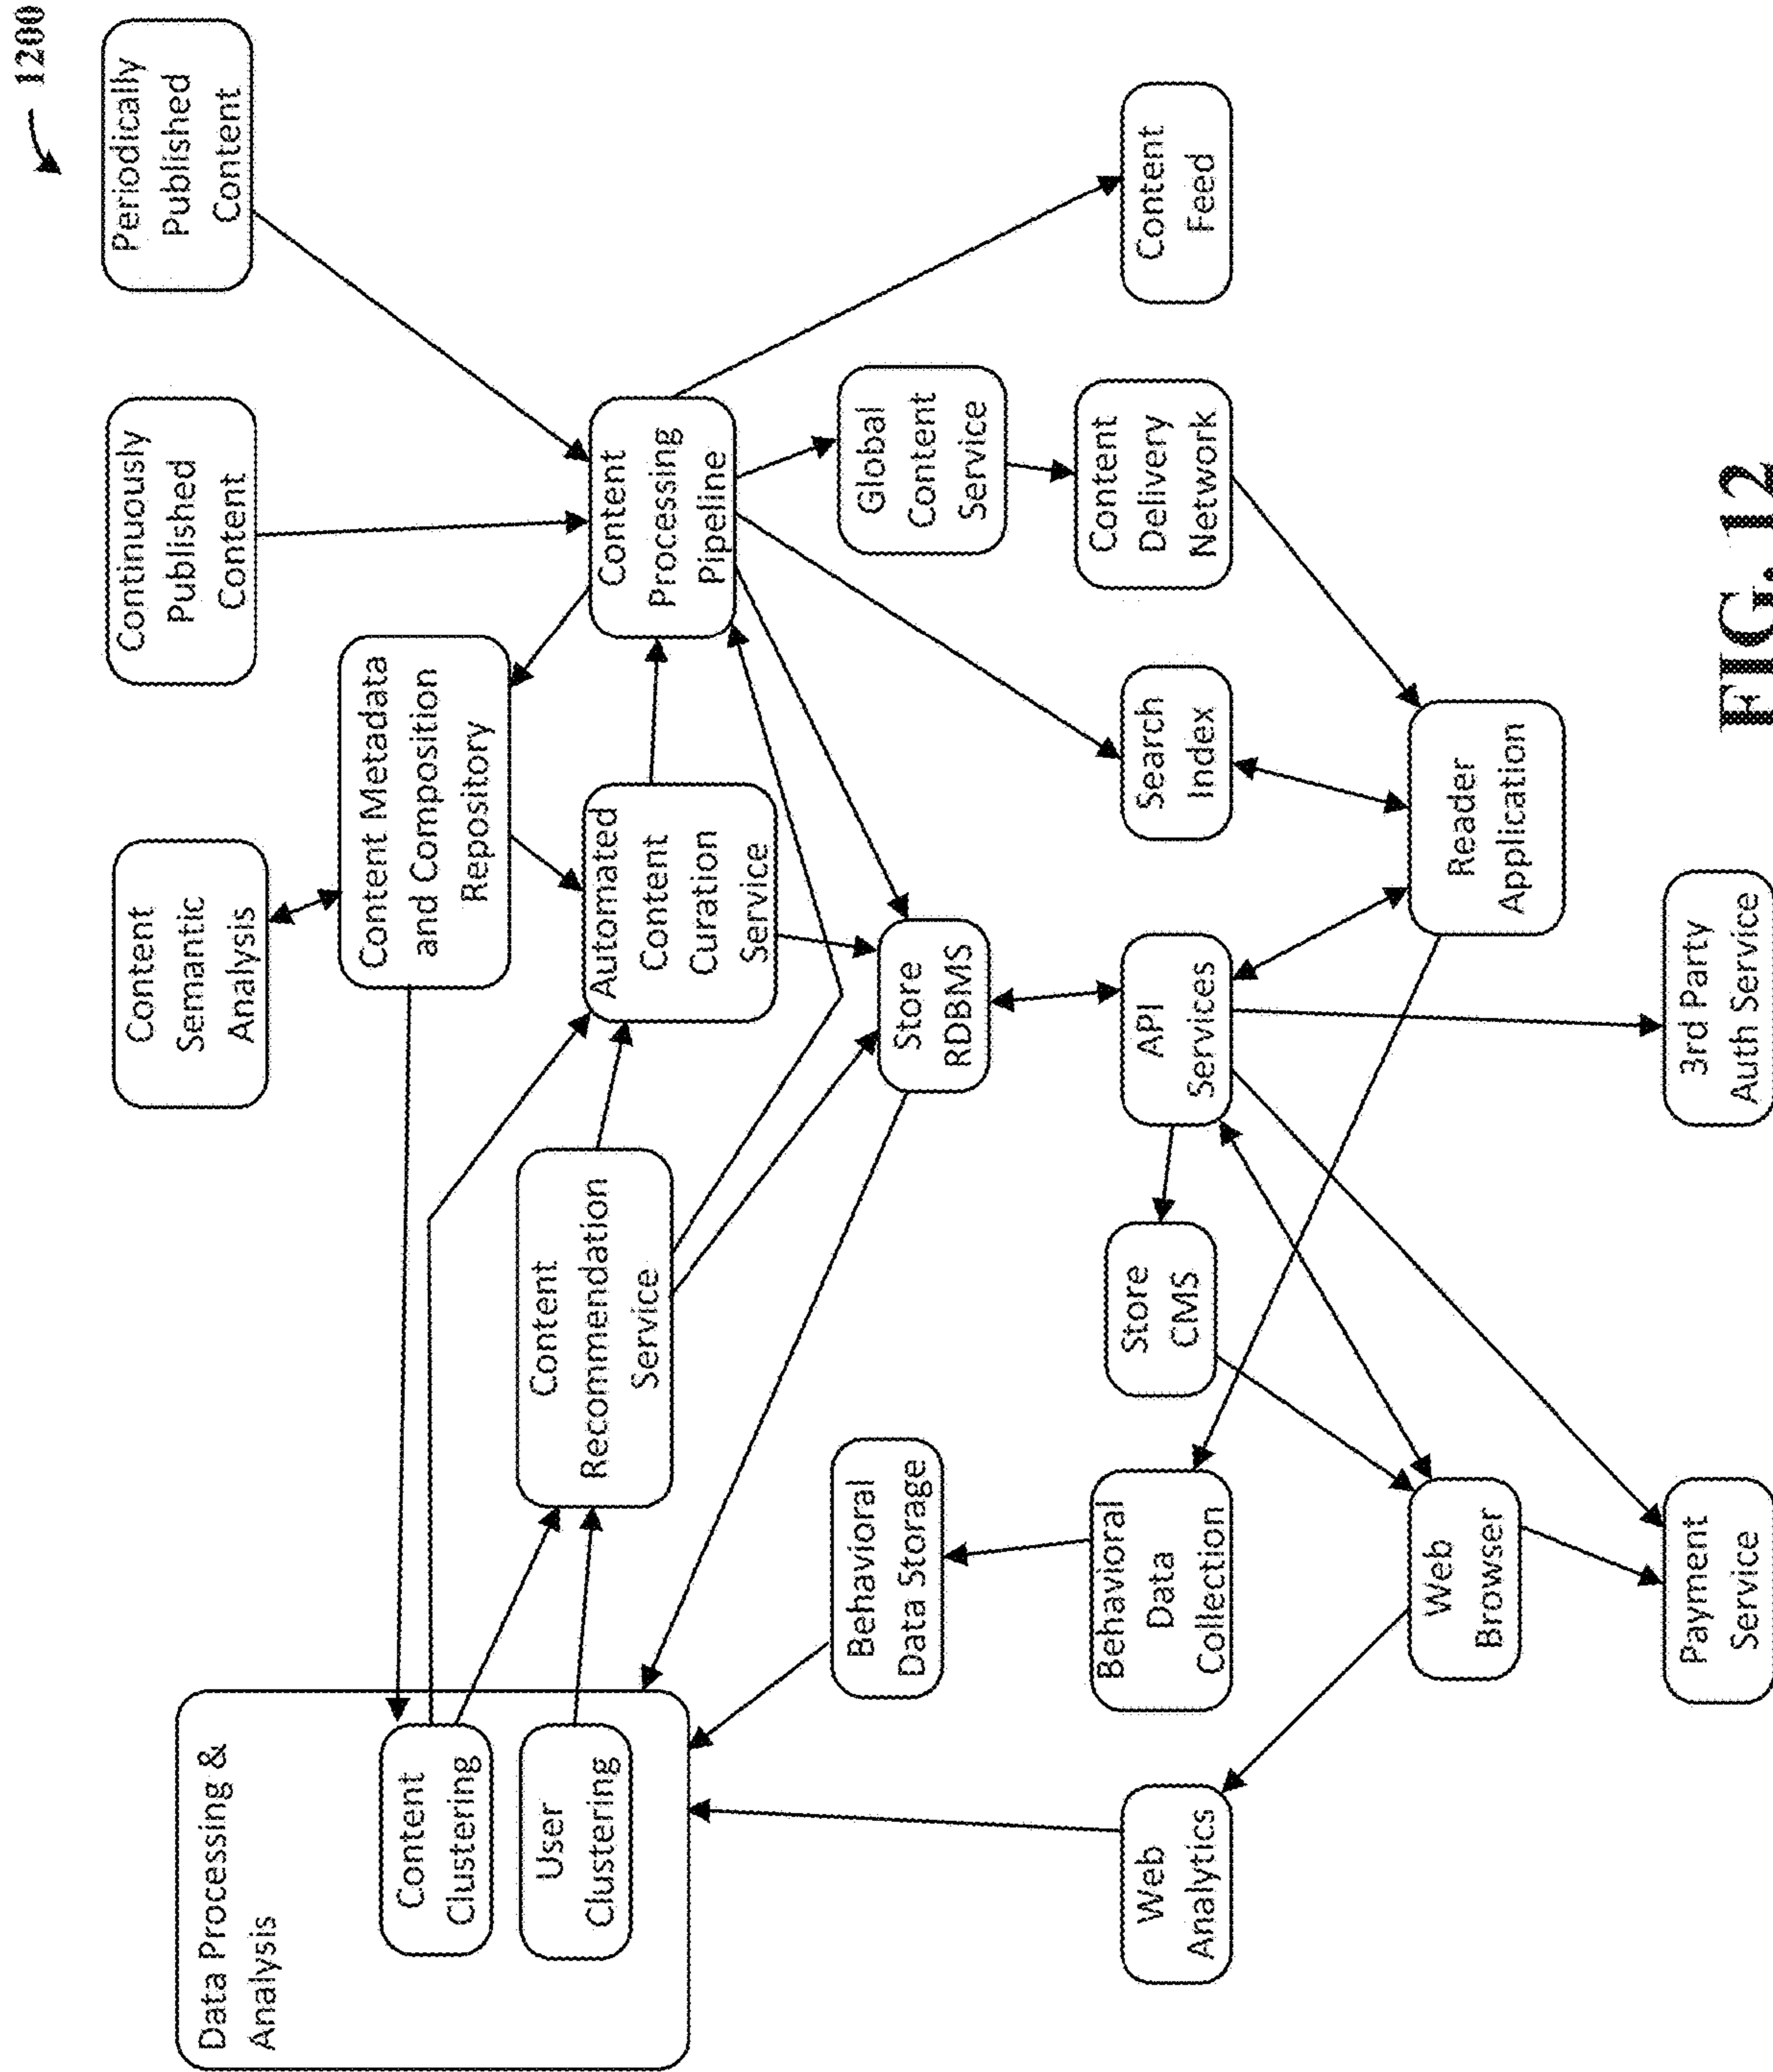 1200
Periodically
Published
Content
Continuously
Published
Content
Content
Semantic
Analysis
Data Processing &
Analysis
Content Metadata
and Composition
Repository
Content
Clustering
User
Clustering
Content
Recommendation
Service
Automated
Content
Curation
Service
Content
Processing
Pipeline
Behavioral
Data Storage
Store
RDBMS
Global
Content
Service
Web
Analytics
Behavioral
Data
Collection
Store
CMS
API
Services
Search
Index
Content
Delivery
Network
Content
Feed
Web
Browser
Reader
Application
Payment
Service
3rd Party
Auth Service
FIG. 12